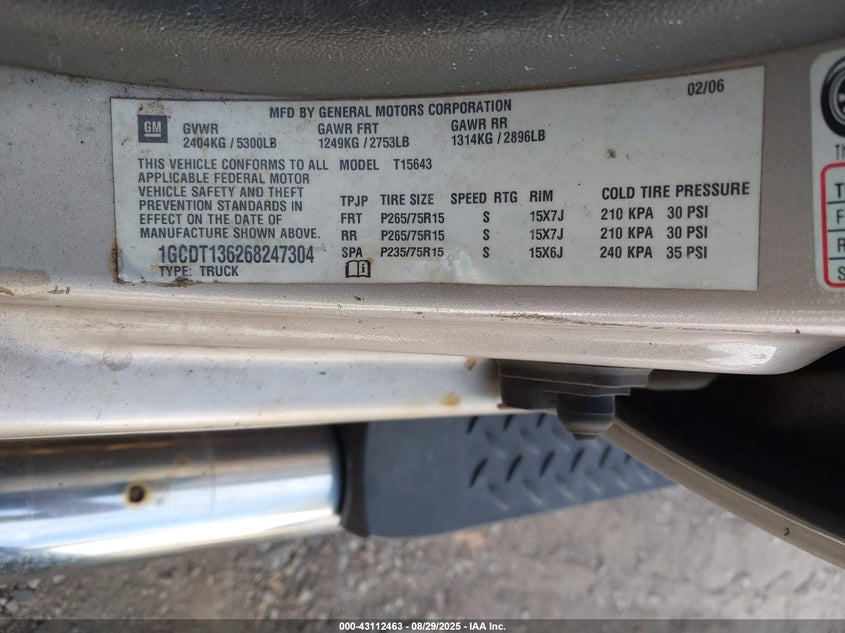 02/06
MFD BY GENERAL MOTORS CORPORATION
GM
GVWR GAWR FRT GAWR RR
2404KG / 5300LB 1249KG / 2753LB 1314KG / 2896LB
THIS VEHICLE CONFORMS TO ALL
APPLICABLE FEDERAL MOTOR
VEHICLE SAFETY AND THEFT
PREVENTION STANDARDS IN
EFFECT ON THE DATE OF
MANUFACTURE SHOWN ABOVE.
1GCDT136268247304
TYPE: TRUCK
MODEL T15643
TPJP TIRE SIZE SPEED RTG RIM COLD TIRE PRESSURE
FRT P265/75R15 S 15X7J 210 KPA 30 PSI
RR P265/75R15 S 15X7J 210 KPA 30 PSI
SPA P235/75R15 S 15X6J 240 KPA 35 PSI
000-43112463 - 08/29/2025 - IAA Inc.